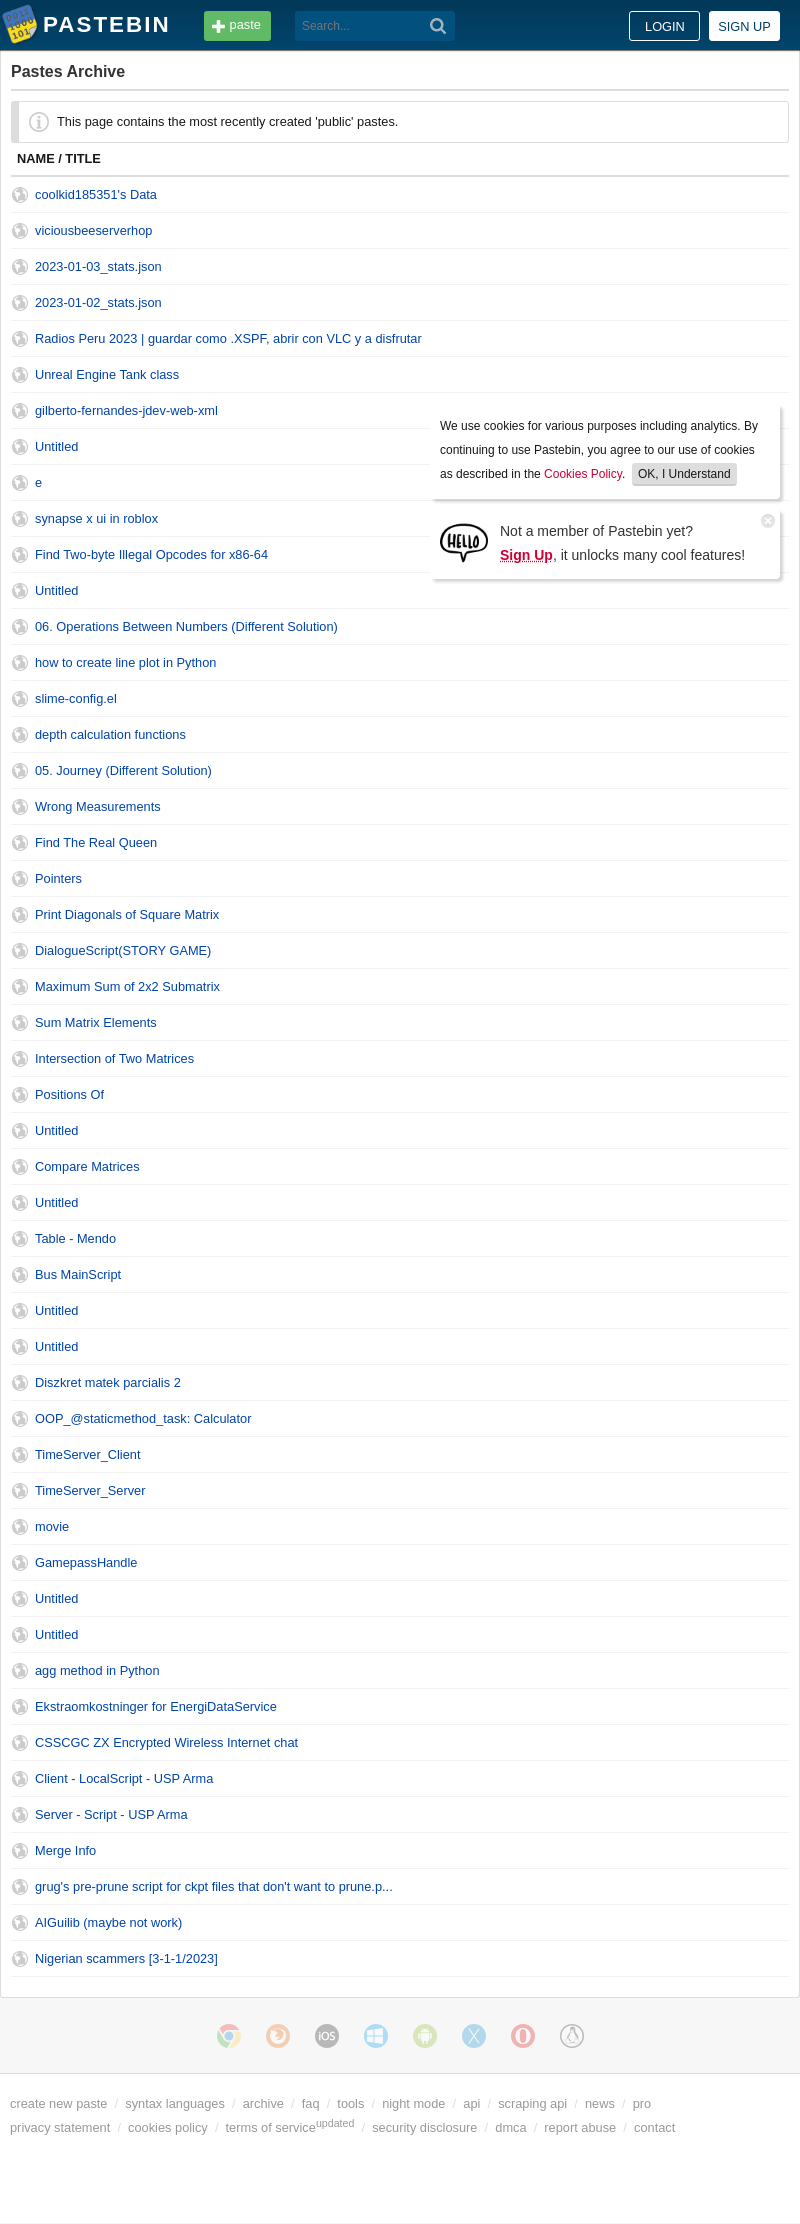 PASTEBIN paste Search... LOGIN SIGN UP
Pastes Archive
This page contains the most recently created 'public' pastes.
NAME / TITLE
coolkid185351's Data
viciousbeeserverhop
2023-01-03_stats.json
2023-01-02_stats.json
Radios Peru 2023 | guardar como .XSPF, abrir con VLC y a disfrutar
Unreal Engine Tank class
gilberto-fernandes-jdev-web-xml
Untitled
e
synapse x ui in roblox
Find Two-byte Illegal Opcodes for x86-64
Untitled
We use cookies for various purposes including analytics. By
continuing to use Pastebin, you agree to our use of cookies
as described in the Cookies Policy. OK, I Understand
HELLO
Not a member of Pastebin yet?
Sign Up, it unlocks many cool features!
06. Operations Between Numbers (Different Solution)
how to create line plot in Python
slime-config.el
depth calculation functions
05. Journey (Different Solution)
Wrong Measurements
Find The Real Queen
Pointers
Print Diagonals of Square Matrix
DialogueScript(STORY GAME)
Maximum Sum of 2x2 Submatrix
Sum Matrix Elements
Intersection of Two Matrices
Positions Of
Untitled
Compare Matrices
Untitled
Table - Mendo
Bus MainScript
Untitled
Untitled
Diszkret matek parcialis 2
OOP_@staticmethod_task: Calculator
TimeServer_Client
TimeServer_Server
movie
GamepassHandle
Untitled
Untitled
agg method in Python
Ekstraomkostninger for EnergiDataService
CSSCGC ZX Encrypted Wireless Internet chat
Client - LocalScript - USP Arma
Server - Script - USP Arma
Merge Info
grug's pre-prune script for ckpt files that don't want to prune.p...
AIGuilib (maybe not work)
Nigerian scammers [3-1-1/2023]
iOS
create new paste / syntax languages / archive / faq / tools / night mode / api / scraping api / news / pro
privacy statement / cookies policy / terms of service updated / security disclosure / dmca / report abuse / contact